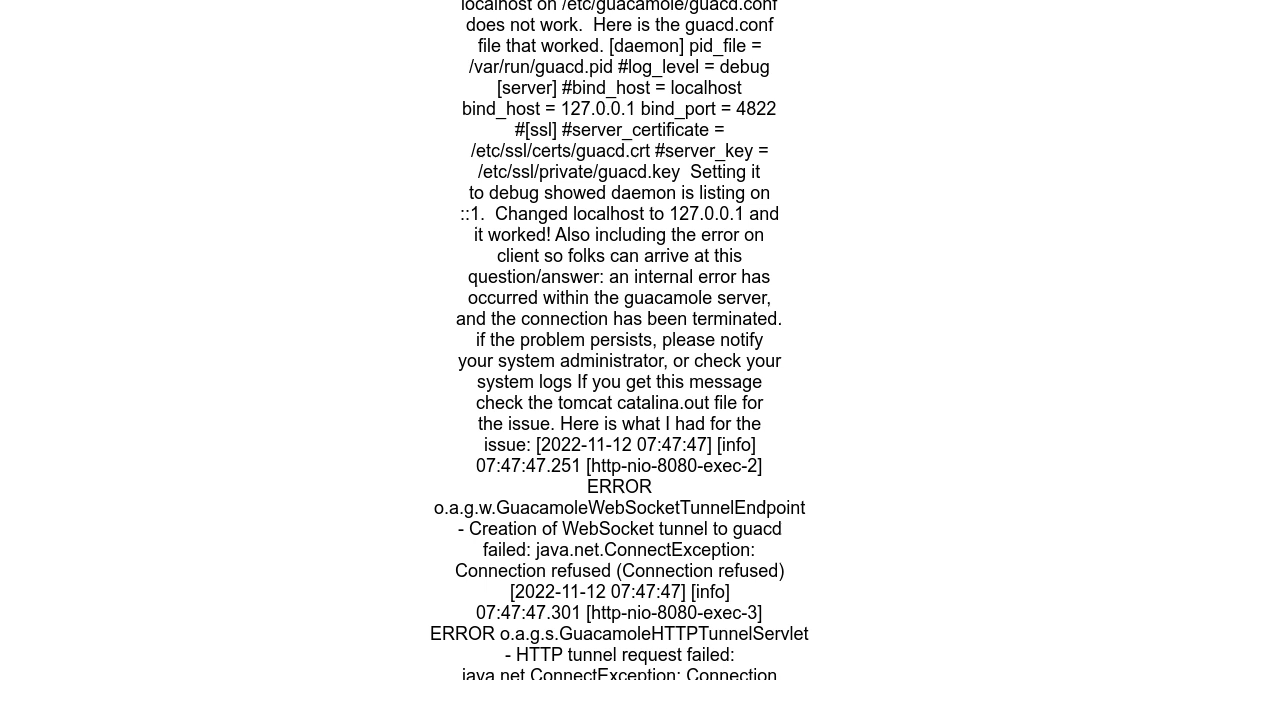 localhost on /etc/guacamole/guacd.conf
does not work.  Here is the guacd.conf
file that worked. [daemon] pid_file =
/var/run/guacd.pid #log_level = debug
[server] #bind_host = localhost
bind_host = 127.0.0.1 bind_port = 4822
#[ssl] #server_certificate =
/etc/ssl/certs/guacd.crt #server_key =
/etc/ssl/private/guacd.key  Setting it
to debug showed daemon is listing on
::1.  Changed localhost to 127.0.0.1 and
it worked! Also including the error on
client so folks can arrive at this
question/answer: an internal error has
occurred within the guacamole server,
and the connection has been terminated.
if the problem persists, please notify
your system administrator, or check your
system logs If you get this message
check the tomcat catalina.out file for
the issue. Here is what I had for the
issue: [2022-11-12 07:47:47] [info]
07:47:47.251 [http-nio-8080-exec-2]
ERROR
o.a.g.w.GuacamoleWebSocketTunnelEndpoint
- Creation of WebSocket tunnel to guacd
failed: java.net.ConnectException:
Connection refused (Connection refused)
[2022-11-12 07:47:47] [info]
07:47:47.301 [http-nio-8080-exec-3]
ERROR o.a.g.s.GuacamoleHTTPTunnelServlet
- HTTP tunnel request failed:
java.net.ConnectException: Connection